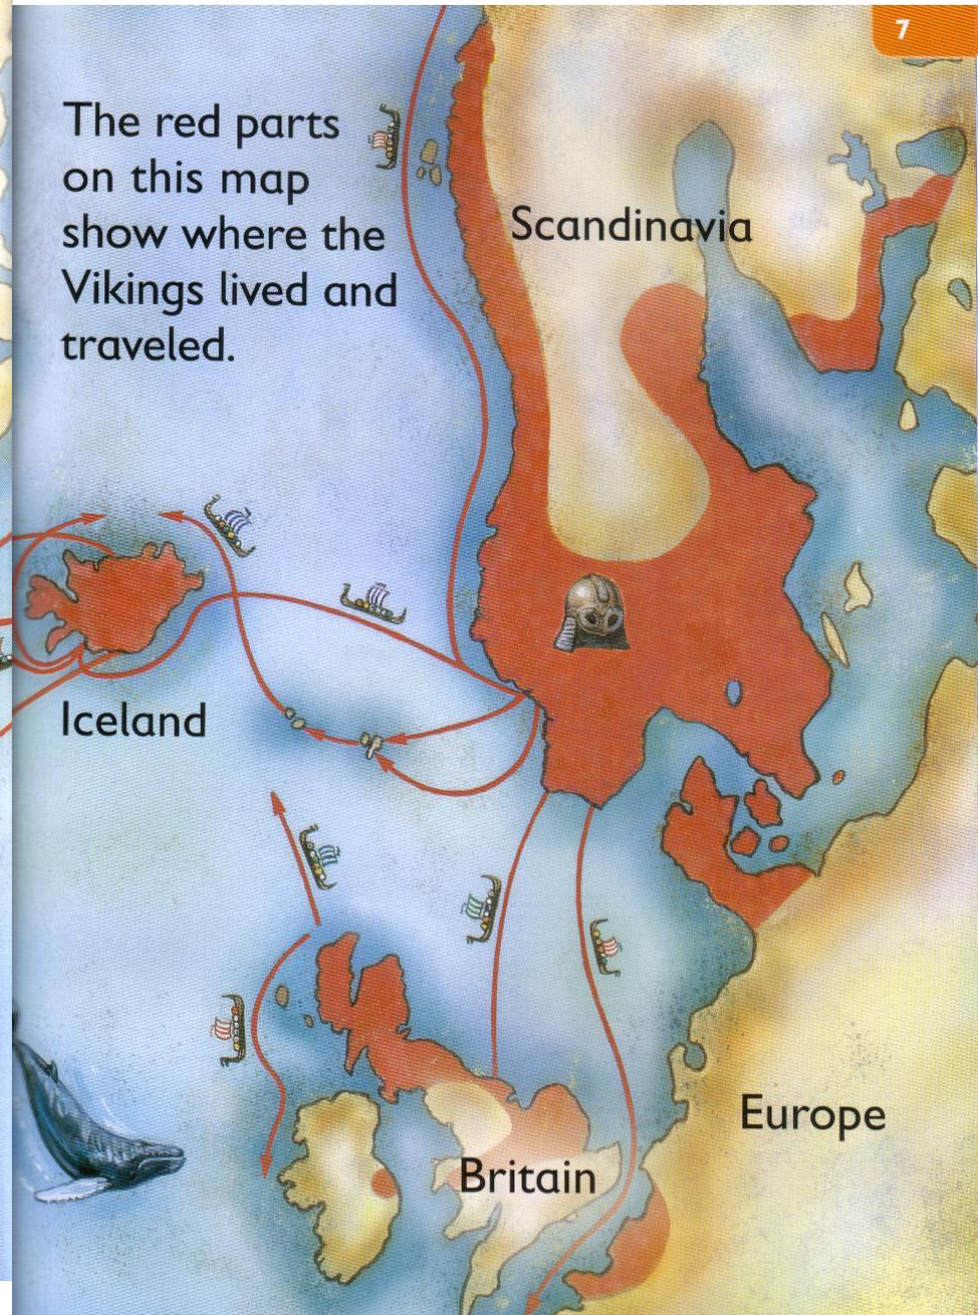 7
The red parts
on this map
show where the
Vikings lived and
traveled.
Scandinavia
Iceland
Europe
Britain